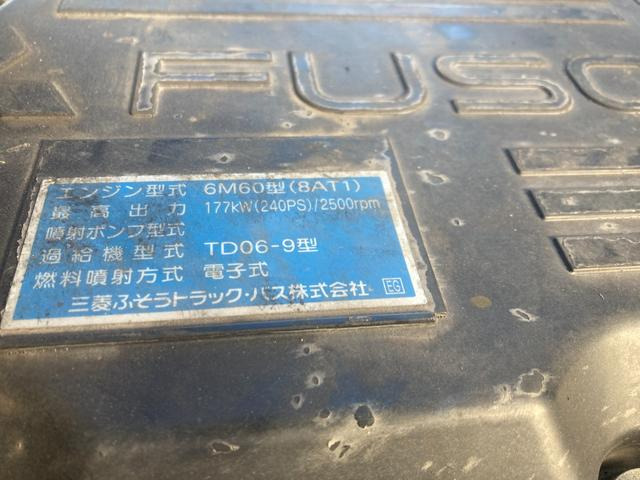 FUSO
エンジン型式 6M60型(8AT1)
最高出力 177kW(240PS)/2500rpm
噴射ポンプ型式
過給機型式 TD06-9型
燃料噴射方式 電子式
三菱ふそうトラック・バス株式会社 EG